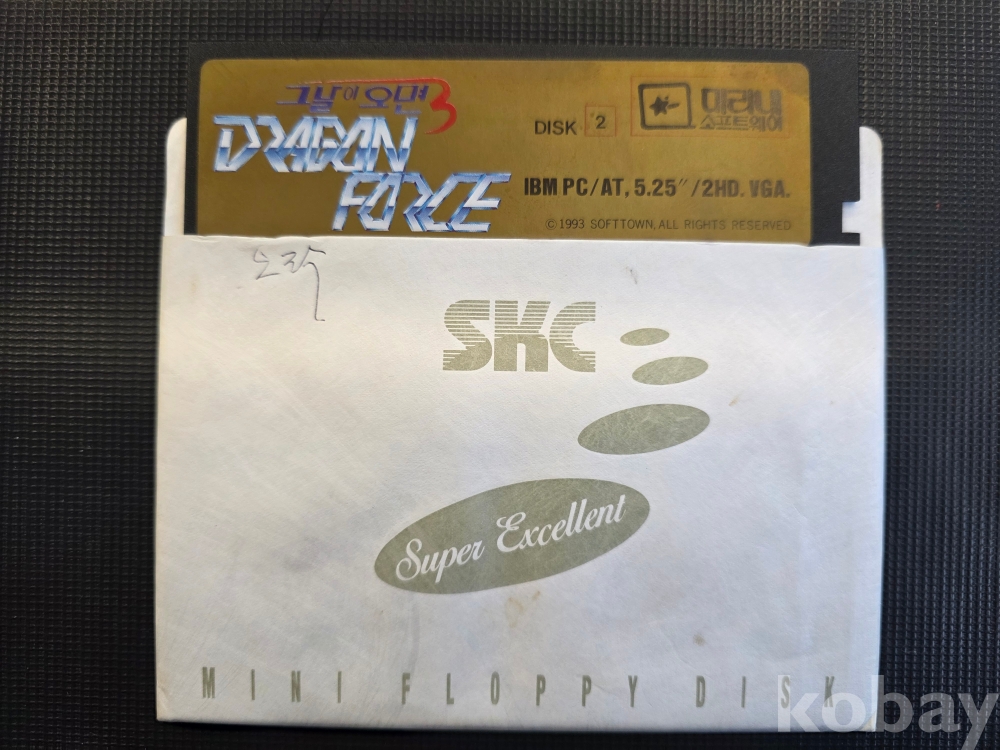 그날이 오면 3
DRAGON
FORCE
DISK 2
미리내
소프트웨어
IBM PC/AT, 5.25″/2HD. VGA.
© 1993 SOFTTOWN, ALL RIGHTS RESERVED
SKC
Super Excellent
MINI FLOPPY DISK
kobay